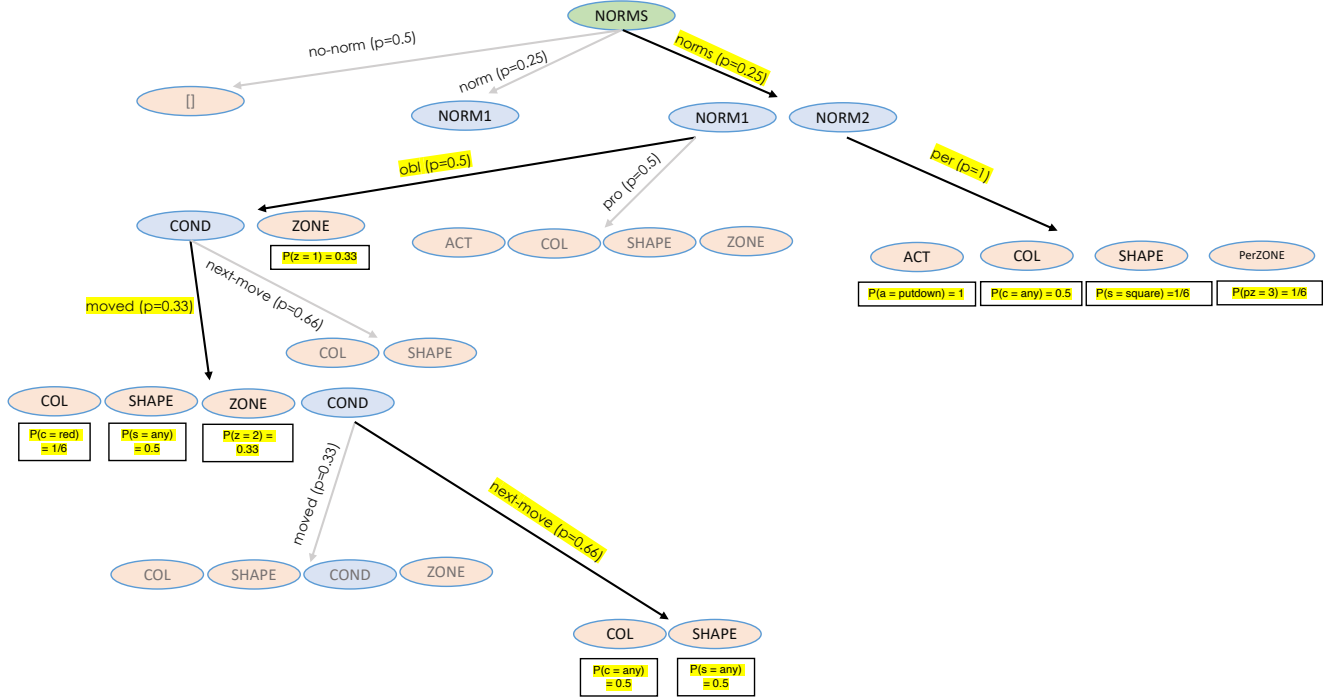 NORMS
no-norm (p=0.5)
norm (p=0.25)
norms (p=0.25)
[]
NORM1
NORM1
NORM2
obl (p=0.5)
pro (p=0.5)
per (p=1)
COND
ZONE
P(z = 1) = 0.33
ACT
COL
SHAPE
ZONE
ACT
COL
SHAPE
PerZONE
P(a = putdown) = 1
P(c = any) = 0.5
P(s = square) =1/6
P(pz = 3) = 1/6
moved (p=0.33)
next-move (p=0.66)
COL
SHAPE
COL
SHAPE
ZONE
COND
P(c = red)
= 1/6
P(s = any)
= 0.5
P(z = 2) =
0.33
moved (p=0.33)
next-move (p=0.66)
COL
SHAPE
COND
ZONE
COL
SHAPE
P(c = any)
= 0.5
P(s = any)
= 0.5